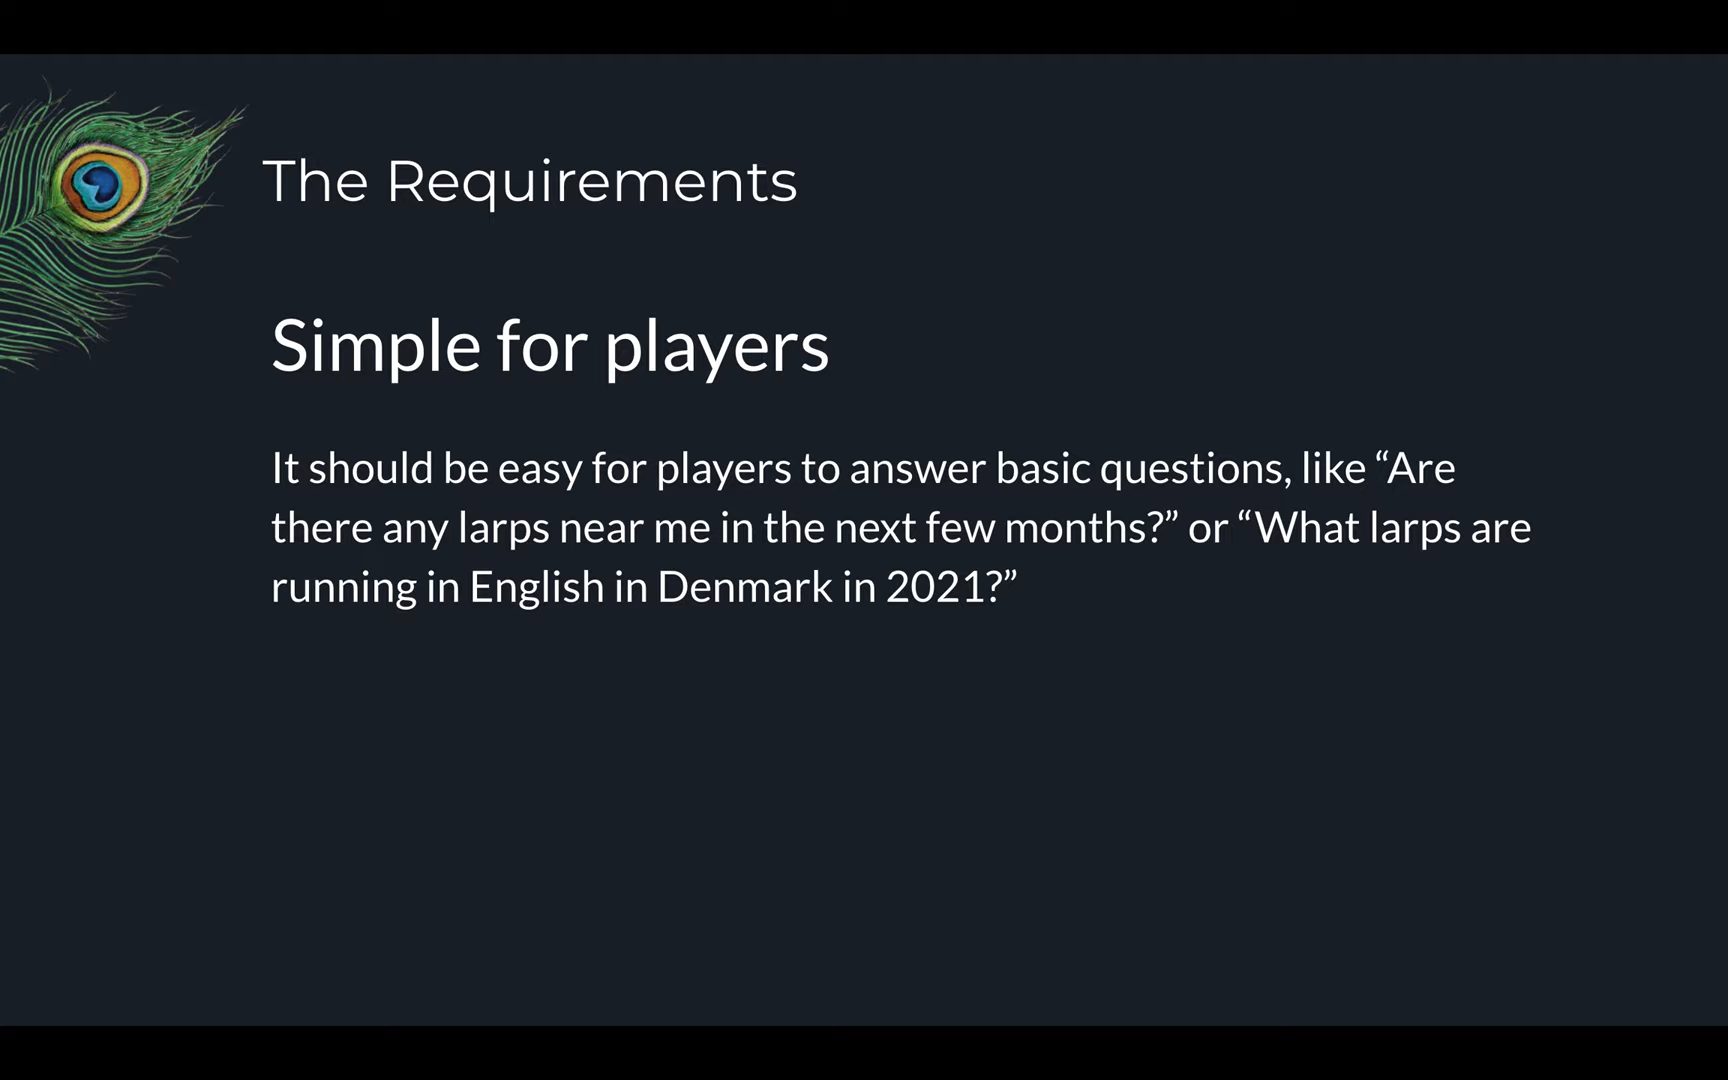 The Requirements
Simple for players
It should be easy for players to answer basic questions, like “Are
there any larps near me in the next few months?” or “What larps are
running in English in Denmark in 2021?”